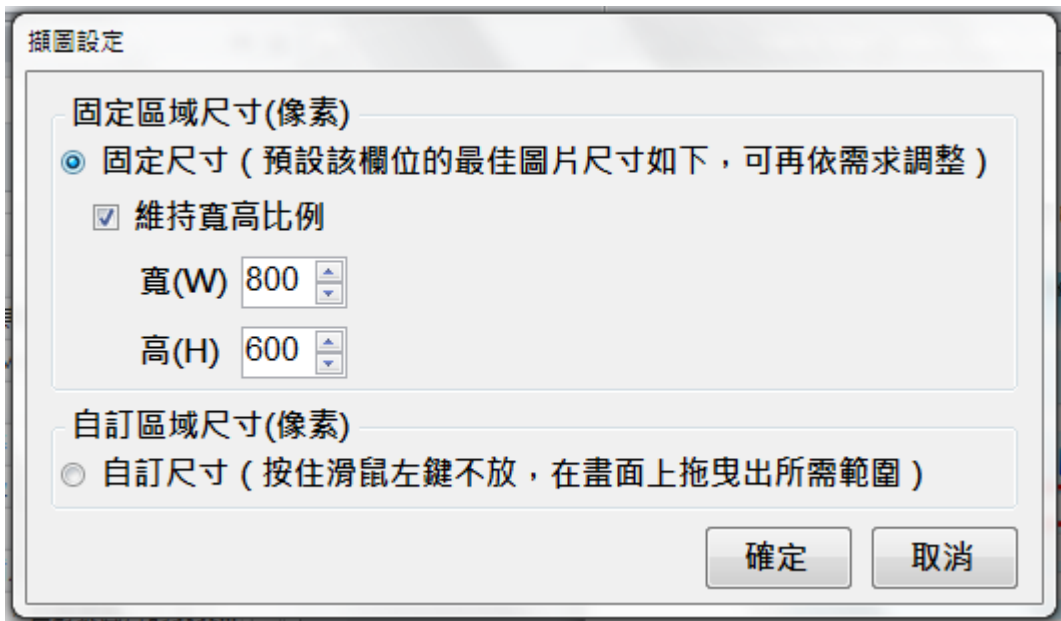 擷圖設定
固定區域尺寸(像素)
固定尺寸（預設該欄位的最佳圖片尺寸如下，可再依需求調整）
維持寬高比例
寬(W) 800
高(H) 600
自訂區域尺寸(像素)
自訂尺寸（按住滑鼠左鍵不放，在畫面上拖曳出所需範圍）
確定 取消